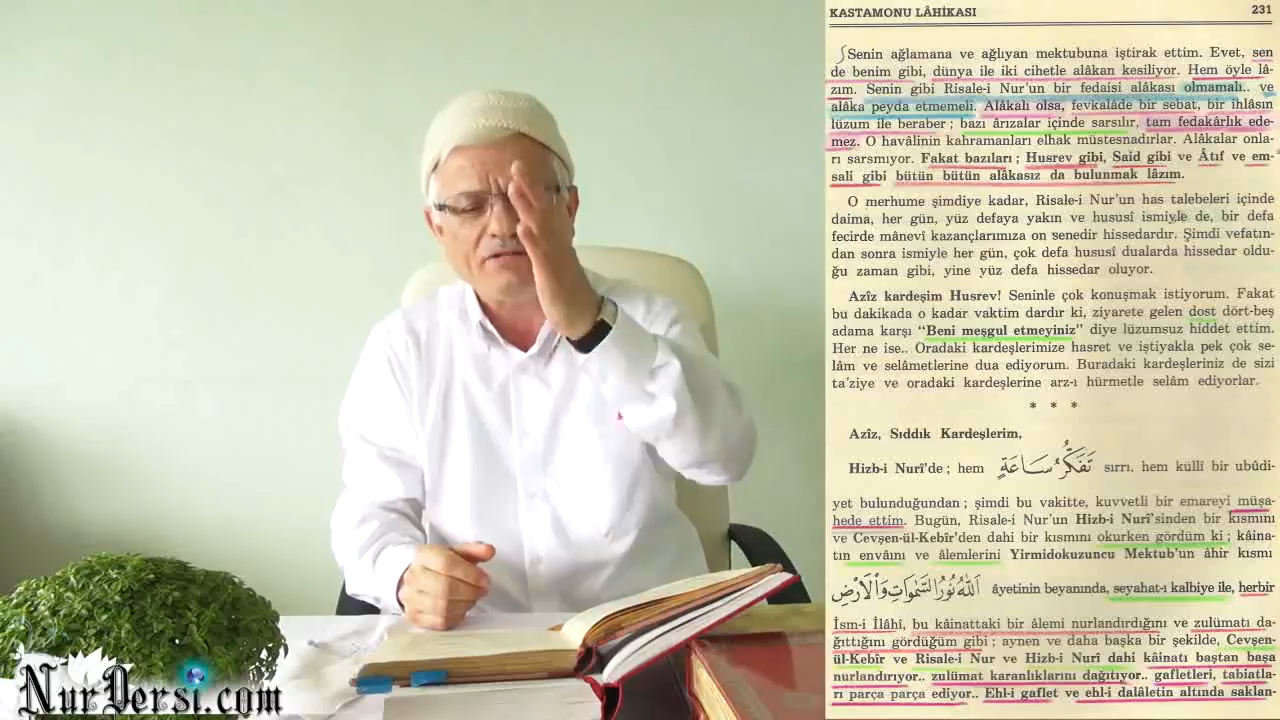 KASTAMONU LÂHİKASI 231
Senin ağlamana ve ağlıyan mektubuna iştirak ettim. Evet, sen
de benim gibi, dünya ile iki cihetle alâkan kesiliyor. Hem öyle lâ-
zım. Senin gibi Risale-i Nur'un bir fedaisi alâkası olmamalı.. ve
alâka peyda etmemeli. Alâkalı olsa, fevkalâde bir sebat, bir ihlâsın
lüzum ile beraber ; bazı ârızalar içinde sarsılır, tam fedakârlık ede-
mez. O havâlinin kahramanları elhak müstesnadırlar. Alâkalar onla-
rı sarsmıyor. Fakat bazıları ; Husrev gibi, Said gibi ve Âtıf ve em-
sali gibi bütün bütün alâkasız da bulunmak lâzım.
O merhume şimdiye kadar, Risale-i Nur'un has talebeleri içinde
daima, her gün, yüz defaya yakın ve hususî ismiyle de, bir defa
fecirde mânevî kazançlarımıza on senedir hissedardır. Şimdi vefatın-
dan sonra ismiyle her gün, çok defa hususî dualarda hissedar oldu-
ğu zaman gibi, yine yüz defa hissedar oluyor.
Azîz kardeşim Husrev! Seninle çok konuşmak istiyorum. Fakat
bu dakikada o kadar vaktim dardır ki, ziyarete gelen dost dört-beş
adama karşı "Beni meşgul etmeyiniz" diye lüzumsuz hiddet ettim.
Her ne ise.. Oradaki kardeşlerimize hasret ve iştiyakla pek çok se-
lâm ve selâmetlerine dua ediyorum. Buradaki kardeşleriniz de sizi
ta'ziye ve oradaki kardeşlerine arz-ı hürmetle selâm ediyorlar.
* * *
Azîz, Sıddık Kardeşlerim,
Hizb-i Nurî'de ; hem تَفَكُّرُ سَاعَةٍ sırrı, hem küllî bir ubûdi-
yet bulunduğundan ; şimdi bu vakitte, kuvvetli bir emareyi müşa-
hede ettim. Bugün, Risale-i Nur'un Hizb-i Nurî'sinden bir kısmını
ve Cevşen-ül-Kebîr'den dahi bir kısmını okurken gördüm ki ; kâina-
tın envânı ve âlemlerini Yirmidokuzuncu Mektub'un âhir kısmı
اَللّٰهُ نُورُ السَّمٰوَاتِ وَاْلاَرْضِ âyetinin beyanında, seyahat-ı kalbiye ile, herbir
İsm-i İlâhî, bu kâinattaki bir âlemi nurlandırdığını ve zulümatı da-
ğıttığını gördüğüm gibi ; aynen ve daha başka bir şekilde, Cevşen-
ül-Kebîr ve Risale-i Nur ve Hizb-i Nurî dahi kâinatı baştan başa
nurlandırıyor.. zulümat karanlıklarını dağıtıyor.. gafletleri, tabiatla-
rı parça parça ediyor.. Ehl-i gaflet ve ehl-i dalâletin altında saklan-
NurDersi.com